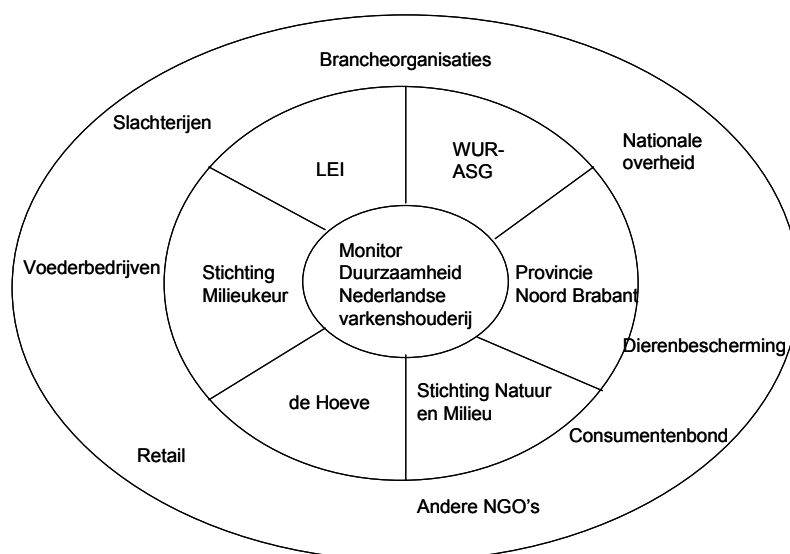 Brancheorganisaties
Slachterijen
Nationale
overheid
LEI
WUR-
ASG
Voederbedrijven
Stichting
Milieukeur
Monitor
Duurzaamheid
Nederlandse
varkenshouderij
Provincie
Noord Brabant
Dierenbescherming
de Hoeve
Stichting Natuur
en Milieu
Consumentenbond
Retail
Andere NGO's